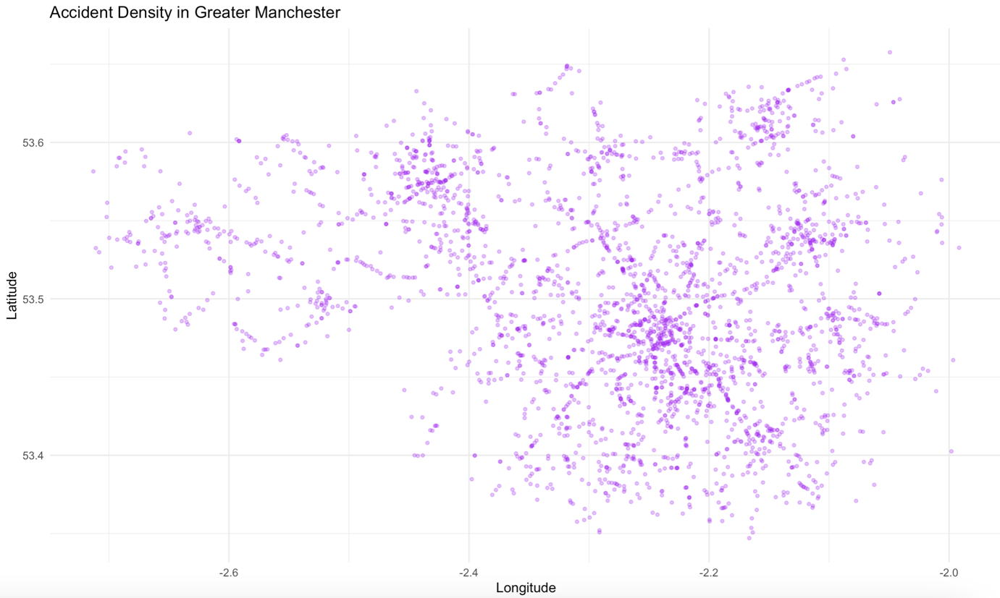 Accident Density in Greater Manchester
53.6
53.5
53.4
Latitude
-2.6 -2.4 -2.2 -2.0
Longitude